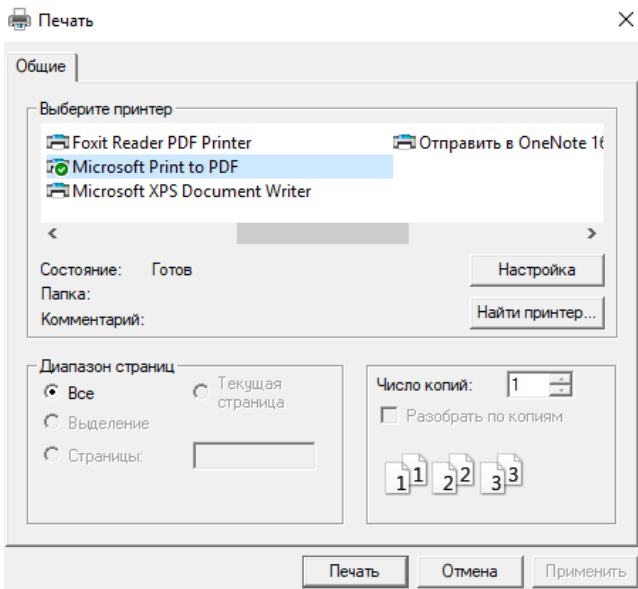 Печать
Общие
Выберите принтер
Foxit Reader PDF Printer
Отправить в OneNote 16
Microsoft Print to PDF
Microsoft XPS Document Writer
Состояние: Готов
Настройка
Папка:
Комментарий:
Найти принтер...
Диапазон страниц
Все
Текущая
страница
Выделение
Страницы:
Число копий: 1
Разобрать по копиям
1 1 2 2 3 3
Печать
Отмена
Применить